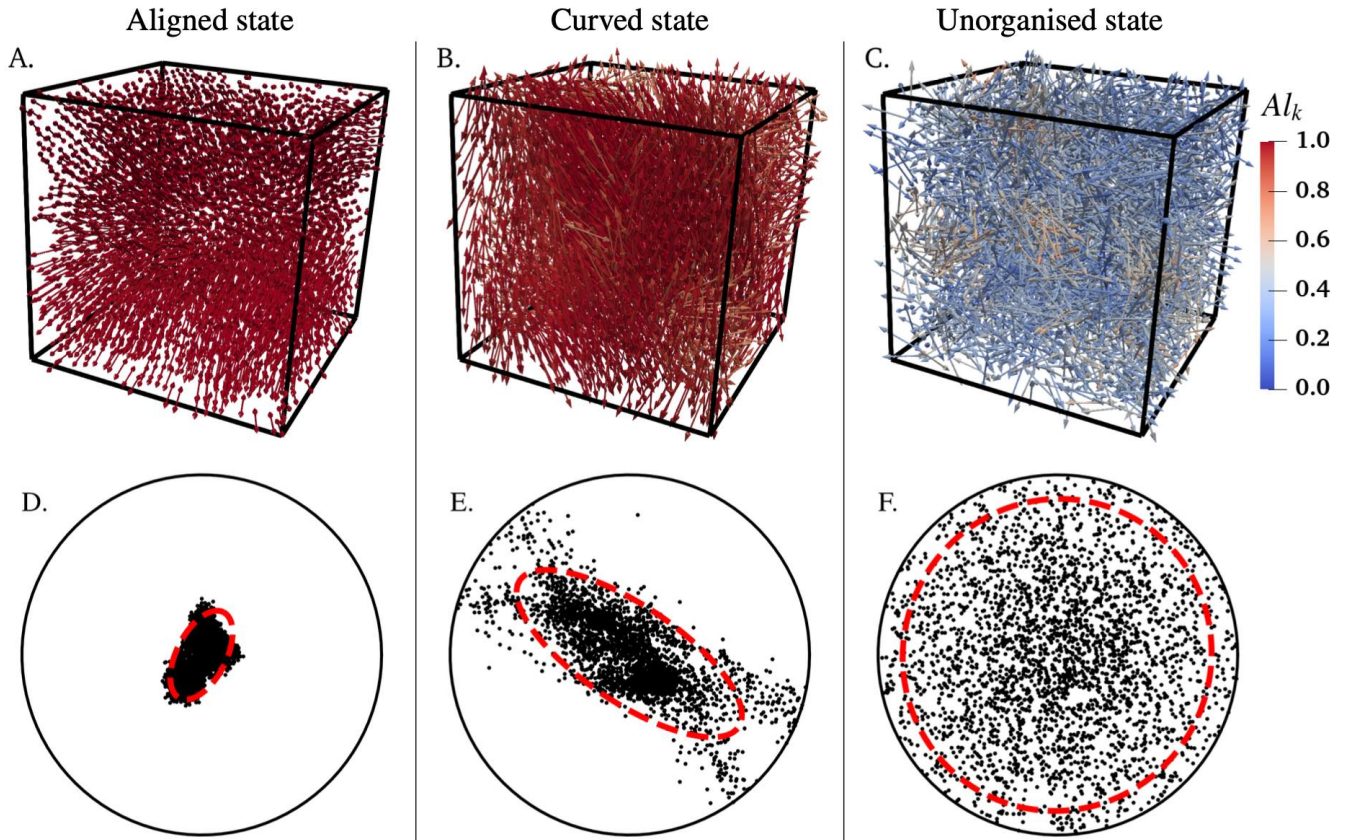 Aligned state
Curved state
Unorganised state
A.
B.
C.
Al_k
1.0
0.8
0.6
0.4
0.2
0.0
D.
E.
F.